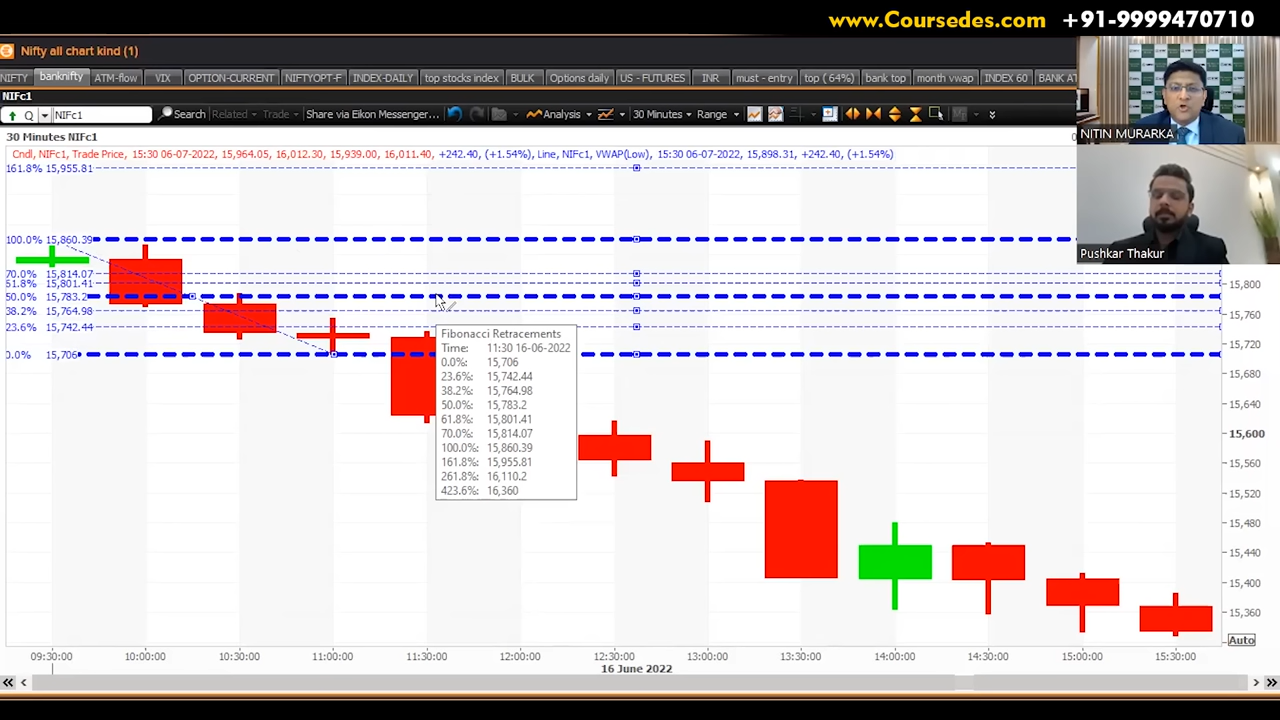 www.Coursedes.com +91-9999470710
Nifty all chart kind (1)
NIFTY banknifty ATM-flow VIX OPTION-CURRENT NIFTYOPT-F INDEX-DAILY top stocks index BULK Options daily US - FUTURES INR must - entry top ( 64%) bank top month vwap INDEX 60 BANK AT
NIFc1
Q NIFc1 Search Related Trade Share via Eikon Messenger... Analysis 30 Minutes Range
30 Minutes NIFc1
Cndl, NIFc1, Trade Price, 15:30 06-07-2022, 15,964.05, 16,012.30, 15,939.00, 16,011.40, +242.40, (+1.54%), Line, NIFc1, VWAP(Low), 15:30 06-07-2022, 15,898.31, +242.40, (+1.54%)
NITIN MURARKA
Pushkar Thakur
161.8% 15,955.81
100.0% 15,860.39
70.0% 15,814.07
61.8% 15,801.41
50.0% 15,783.2
38.2% 15,764.98
23.6% 15,742.44
0.0% 15,706
Fibonacci Retracements
Time: 11:30 16-06-2022
0.0%: 15,706
23.6%: 15,742.44
38.2%: 15,764.98
50.0%: 15,783.2
61.8%: 15,801.41
70.0%: 15,814.07
100.0%: 15,860.39
161.8%: 15,955.81
261.8%: 16,110.2
423.6%: 16,360
15,800
15,760
15,720
15,680
15,640
15,600
15,560
15,520
15,480
15,440
15,400
15,360
Auto
09:30:00 10:00:00 10:30:00 11:00:00 11:30:00 12:00:00 12:30:00 13:00:00 13:30:00 14:00:00 14:30:00 15:00:00 15:30:00
16 June 2022